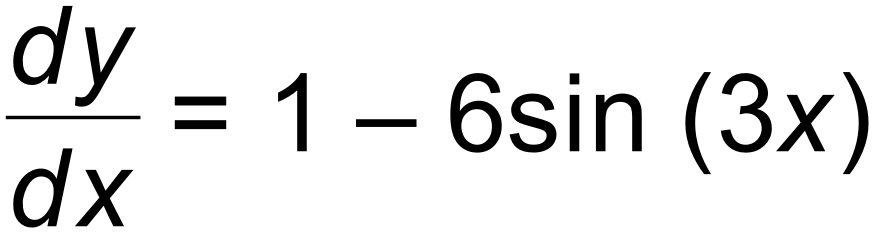 dy/dx = 1 – 6sin (3x)